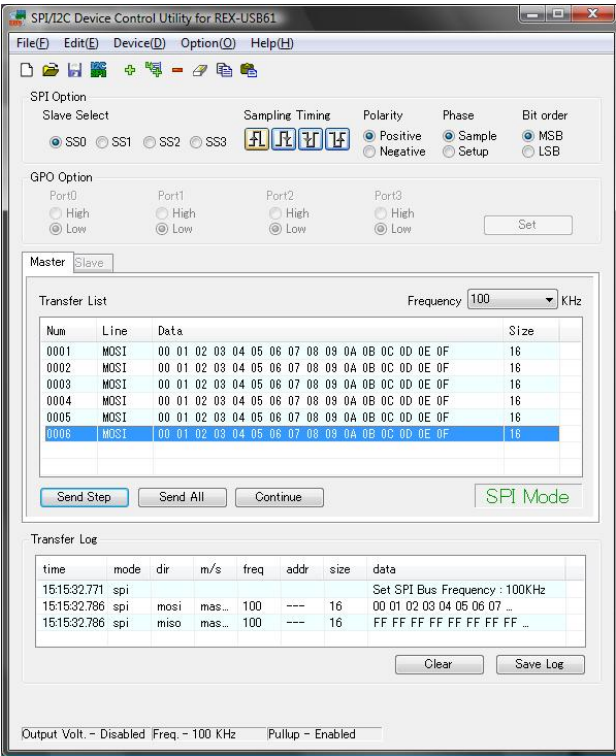 SPI/I2C Device Control Utility for REX-USB61
File(F) Edit(E) Device(D) Option(O) Help(H)
SPI Option
Slave Select Sampling Timing Polarity Phase Bit order
SS0 SS1 SS2 SS3 Positive Sample MSB
Negative Setup LSB
GPO Option
Port0 Port1 Port2 Port3
High High High High
Low Low Low Low Set
Master Slave
Transfer List Frequency 100 KHz
Num Line Data Size
0001 MOSI 00 01 02 03 04 05 06 07 08 09 0A 0B 0C 0D 0E 0F 16
0002 MOSI 00 01 02 03 04 05 06 07 08 09 0A 0B 0C 0D 0E 0F 16
0003 MOSI 00 01 02 03 04 05 06 07 08 09 0A 0B 0C 0D 0E 0F 16
0004 MOSI 00 01 02 03 04 05 06 07 08 09 0A 0B 0C 0D 0E 0F 16
0005 MOSI 00 01 02 03 04 05 06 07 08 09 0A 0B 0C 0D 0E 0F 16
0006 MOSI 00 01 02 03 04 05 06 07 08 09 0A 0B 0C 0D 0E 0F 16
Send Step Send All Continue SPI Mode
Transfer Log
time mode dir m/s freq addr size data
15:15:32.771 spi Set SPI Bus Frequency : 100KHz
15:15:32.786 spi mosi mas... 100 --- 16 00 01 02 03 04 05 06 07 ...
15:15:32.786 spi miso mas... 100 --- 16 FF FF FF FF FF FF FF FF ...
Clear Save Log
Output Volt. - Disabled Freq. - 100 KHz Pullup - Enabled